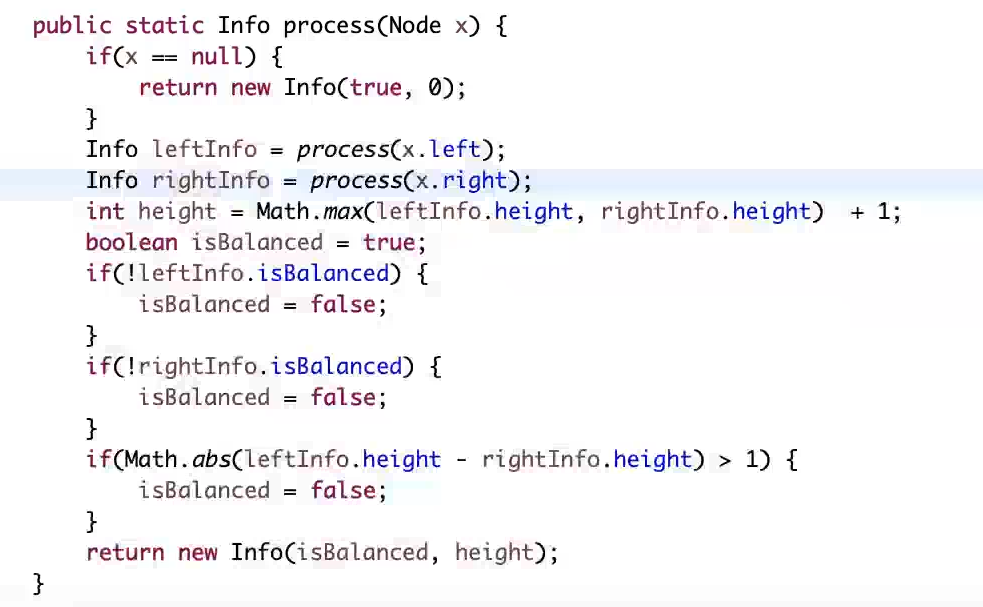 public static Info process(Node x) {
    if(x == null) {
        return new Info(true, 0);
    }
    Info leftInfo = process(x.left);
    Info rightInfo = process(x.right);
    int height = Math.max(leftInfo.height, rightInfo.height)  + 1;
    boolean isBalanced = true;
    if(!leftInfo.isBalanced) {
        isBalanced = false;
    }
    if(!rightInfo.isBalanced) {
        isBalanced = false;
    }
    if(Math.abs(leftInfo.height - rightInfo.height) > 1) {
        isBalanced = false;
    }
    return new Info(isBalanced, height);
}